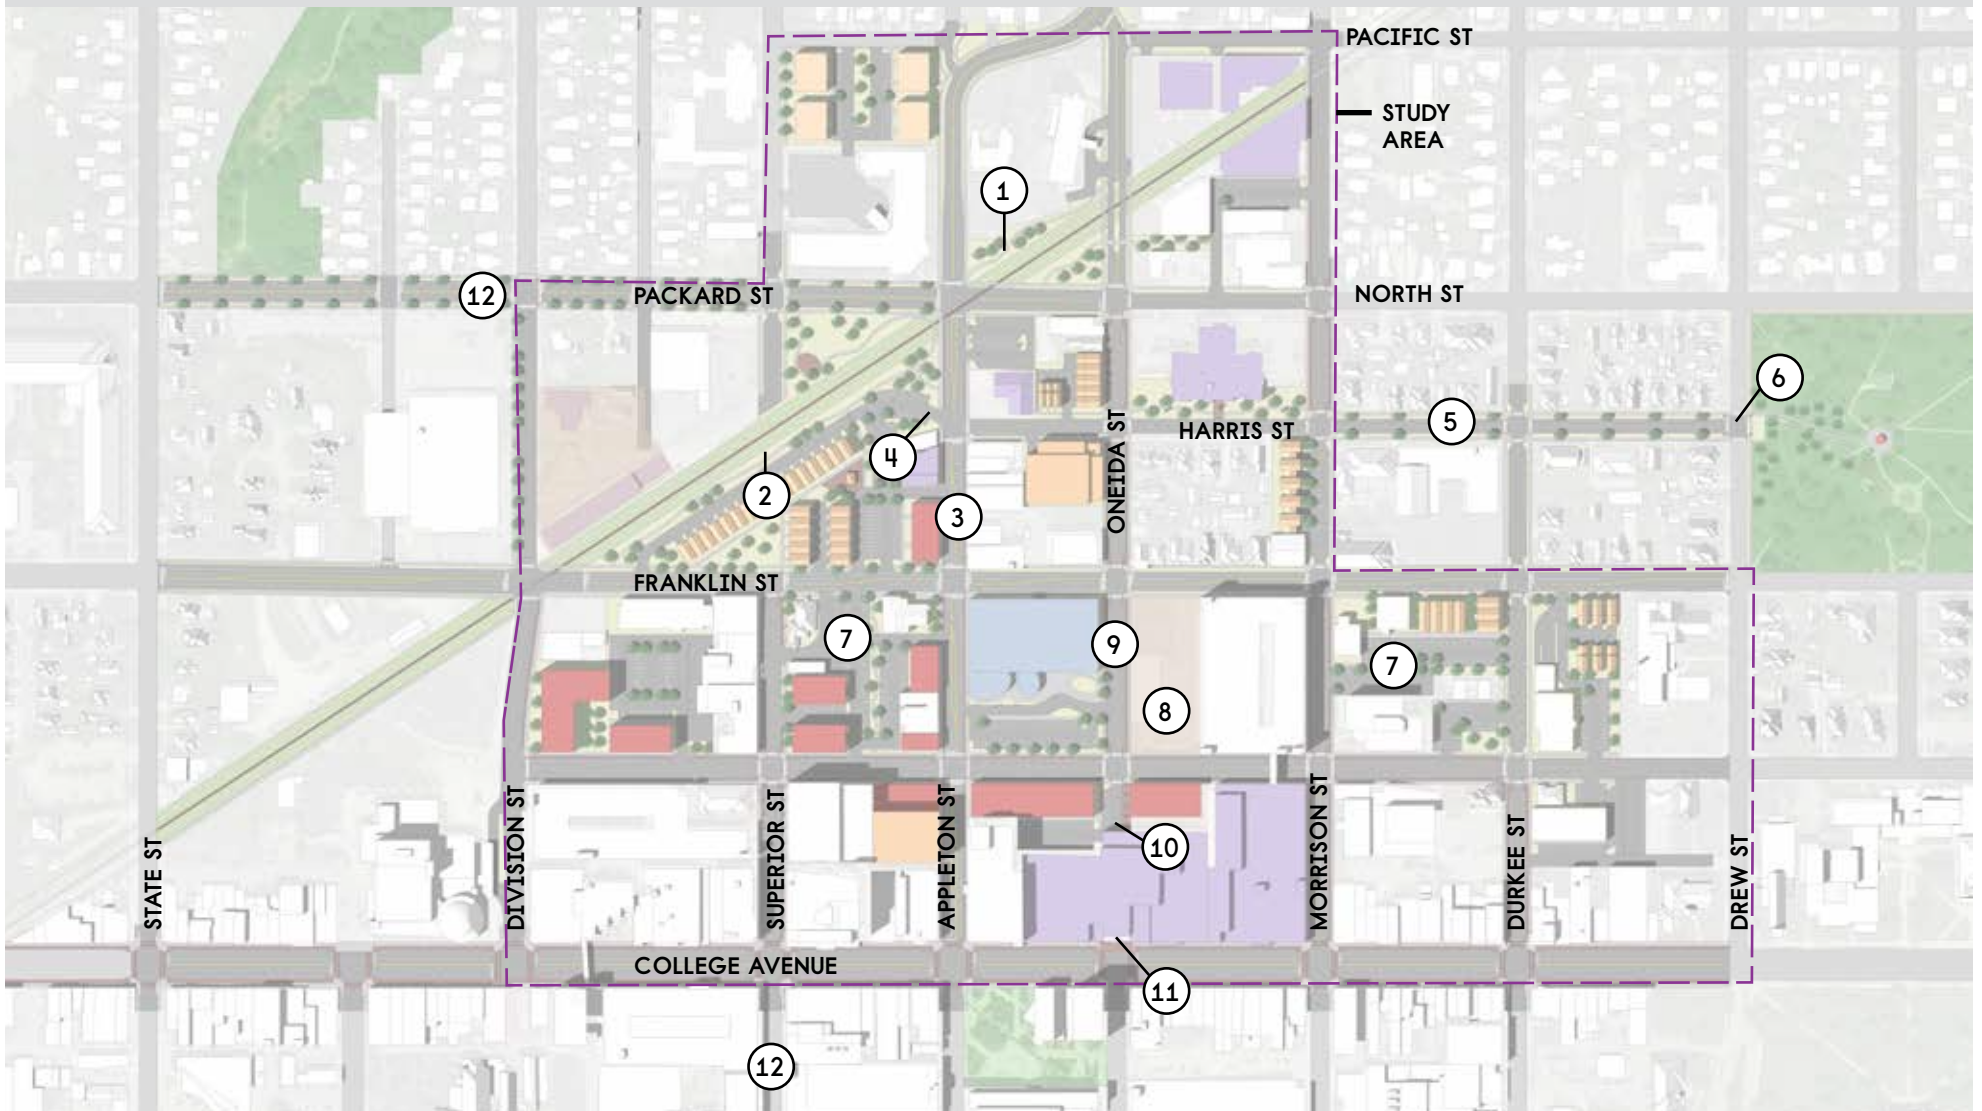 PACIFIC ST
STUDY
AREA
1
12
PACKARD ST
NORTH ST
6
5
HARRIS ST
ONEIDA ST
4
2
3
FRANKLIN ST
7
9
7
8
10
STATE ST
DIVISION ST
SUPERIOR ST
APPLETON ST
MORRISON ST
DURKEE ST
DREW ST
COLLEGE AVENUE
11
12